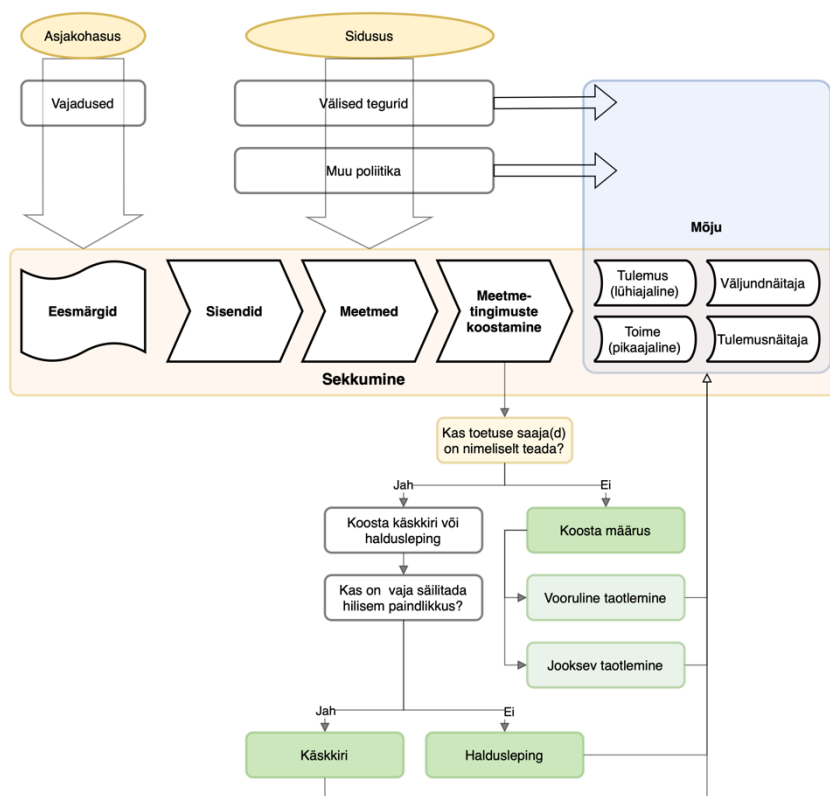 Asjakohasus
Sidusus
Vajadused
Välised tegurid
Muu poliitika
Mõju
Eesmärgid
Sisendid
Meetmed
Meetme-
tingimuste
koostamine
Tulemus
(lühiajaline)
Väljundnäitaja
Toime
(pikaajaline)
Tulemusnäitaja
Sekkumine
Kas toetuse saaja(d)
on nimeliselt teada?
Jah
Ei
Koosta käskkiri või
haldusleping
Koosta määrus
Kas on vaja säilitada
hilisem paindlikkus?
Vooruline taotlemine
Jooksev taotlemine
Jah
Ei
Käskkiri
Haldusleping